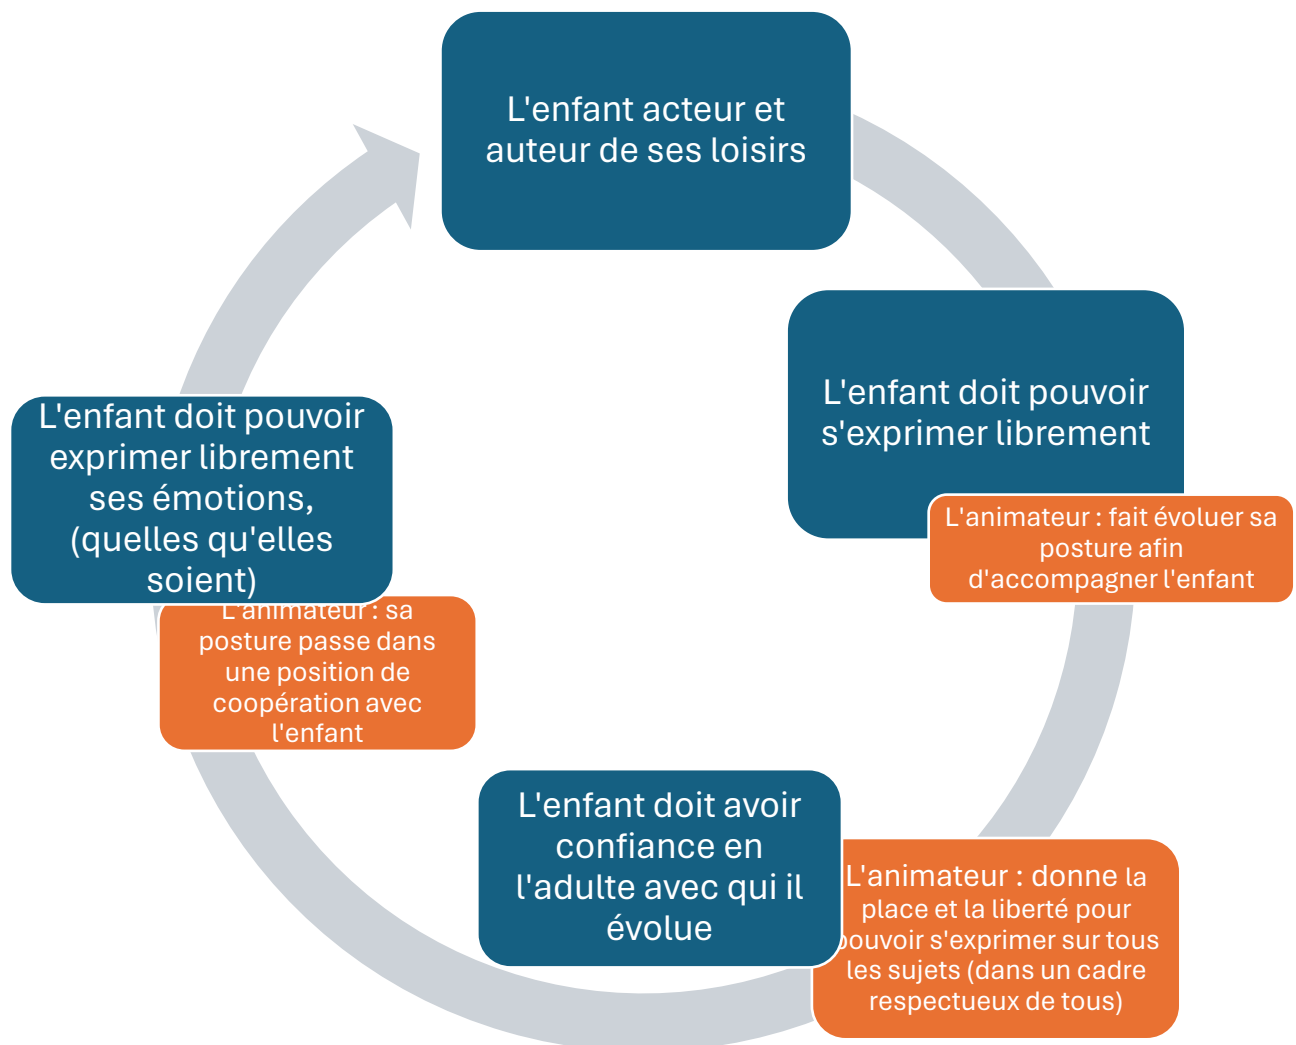 L'enfant acteur et
auteur de ses loisirs
L'enfant doit pouvoir
s'exprimer librement
L'animateur : fait évoluer sa
posture afin
d'accompagner l'enfant
L'enfant doit avoir
confiance en
l'adulte avec qui il
évolue
L'animateur : donne la
place et la liberté pour
pouvoir s'exprimer sur tous
les sujets (dans un cadre
respectueux de tous)
L'enfant doit pouvoir
exprimer librement
ses émotions,
(quelles qu'elles
soient)
L'animateur : sa
posture passe dans
une position de
coopération avec
l'enfant